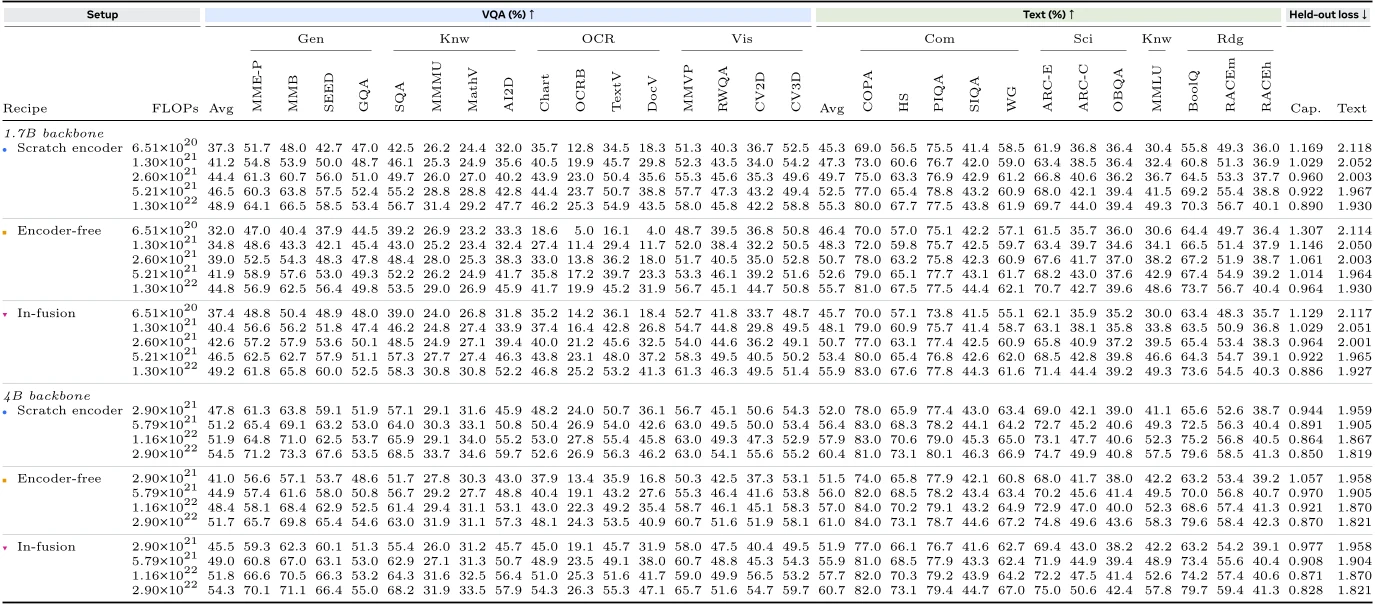 Setup VQA (%) ↑ Text (%) ↑ Held-out loss ↓
Gen Knw OCR Vis Com Sci Knw Rdg
Recipe FLOPs Avg MME-P MMB SEED GQA SQA MMMU MathV AI2D Chart OCRB TextV DocV MMVP RWQA CV2D CV3D Avg COPA HS PIQA SIQA WG ARC-E ARC-C OBQA MMLU BoolQ RACEm RACEh Cap. Text
1.7B backbone
Scratch encoder 6.51×10²⁰ 37.3 51.7 48.0 42.7 47.0 42.5 26.2 24.4 32.0 35.7 12.8 34.5 18.3 51.3 40.3 36.7 52.5 45.3 69.0 56.5 75.5 41.4 58.5 61.9 36.8 36.4 30.4 55.8 49.3 36.0 1.169 2.118
1.30×10²¹ 41.2 54.8 53.9 50.0 48.7 46.1 25.3 24.9 35.6 40.5 19.9 45.7 29.8 52.3 43.5 34.0 54.2 47.3 73.0 60.6 76.7 42.0 59.0 63.4 38.5 36.4 32.4 60.8 51.3 36.9 1.029 2.052
2.60×10²¹ 44.4 61.3 60.7 56.0 51.0 49.7 26.0 27.0 40.2 43.9 23.0 50.4 35.6 55.3 45.6 35.3 49.6 49.7 75.0 63.3 76.9 42.9 61.2 66.8 40.6 36.2 36.7 64.5 53.3 37.7 0.960 2.003
5.21×10²¹ 46.5 60.3 63.8 57.5 52.4 55.2 28.8 28.8 42.8 44.4 23.7 50.7 38.8 57.7 47.3 43.2 49.4 52.5 77.0 65.4 78.8 43.2 60.9 68.0 42.1 39.4 41.5 69.2 55.4 38.8 0.922 1.967
1.30×10²² 48.9 64.1 66.5 58.5 53.4 56.7 31.4 29.2 47.7 46.2 25.3 54.9 43.5 58.0 45.8 42.2 58.8 55.3 80.0 67.7 77.5 43.8 61.9 69.7 44.0 39.4 49.3 70.3 56.7 40.1 0.890 1.930
Encoder-free 6.51×10²⁰ 32.0 47.0 40.4 37.9 44.5 39.2 26.9 23.2 33.3 18.6 5.0 16.1 4.0 48.7 39.5 36.8 50.8 46.4 70.0 57.0 75.1 42.2 57.1 61.5 35.7 36.0 30.6 64.4 49.7 36.4 1.307 2.114
1.30×10²¹ 34.8 48.6 43.3 42.1 45.4 43.0 25.2 23.4 32.4 27.4 11.4 29.4 11.7 52.0 38.4 32.2 50.5 48.3 72.0 59.8 75.7 42.5 59.7 63.4 39.7 34.6 34.1 66.5 51.4 37.9 1.146 2.050
2.60×10²¹ 39.0 52.5 54.3 48.3 47.8 48.4 28.0 25.3 38.3 33.0 13.8 36.2 18.0 51.7 40.5 35.0 52.8 50.7 78.0 63.2 75.8 42.3 60.9 67.6 41.7 37.0 38.2 67.2 51.9 38.7 1.061 2.003
5.21×10²¹ 41.9 58.9 57.6 53.0 49.3 52.2 26.2 24.9 41.7 35.8 17.2 39.7 23.3 53.3 46.1 39.2 51.6 52.6 79.0 65.1 77.7 43.1 61.7 68.2 43.0 37.6 42.9 67.4 54.9 39.2 1.014 1.964
1.30×10²² 44.8 56.9 62.5 56.4 49.8 53.5 29.0 26.9 45.9 41.7 19.9 45.2 31.9 56.7 45.1 44.7 50.8 55.7 81.0 67.5 77.5 44.4 62.1 70.7 42.7 39.6 48.6 73.7 56.7 40.4 0.964 1.930
In-fusion 6.51×10²⁰ 37.4 48.8 50.4 48.9 48.0 39.0 24.0 26.8 31.8 35.2 14.2 36.1 18.4 52.7 41.8 33.7 48.7 45.7 70.0 57.1 73.8 41.5 55.1 62.1 35.9 35.2 30.0 63.4 48.3 35.7 1.129 2.117
1.30×10²¹ 40.4 56.6 56.2 51.8 47.4 46.2 24.8 27.4 33.9 37.4 16.4 42.8 26.8 54.7 44.8 29.8 49.5 48.1 79.0 60.9 75.7 41.4 58.7 63.1 38.1 35.8 33.8 63.5 50.9 36.8 1.029 2.051
2.60×10²¹ 42.6 57.2 57.9 53.6 50.1 48.5 24.9 27.1 39.4 40.0 21.2 45.6 32.5 54.0 44.6 36.2 49.1 50.7 77.0 63.1 77.4 42.5 60.9 65.8 40.9 37.2 39.5 65.4 53.4 38.3 0.964 2.001
5.21×10²¹ 46.5 62.5 62.7 57.9 51.1 57.3 27.7 27.4 46.3 43.8 23.1 48.0 37.2 58.3 49.5 40.5 50.2 53.4 80.0 65.4 76.8 42.6 62.0 68.5 42.8 39.8 46.6 64.3 54.7 39.1 0.922 1.965
1.30×10²² 49.2 61.8 65.8 60.0 52.5 58.3 30.8 30.8 52.2 46.8 25.2 53.2 41.3 61.3 46.3 49.5 51.4 55.9 83.0 67.6 77.8 44.3 61.6 71.4 44.4 39.2 49.3 73.6 54.5 40.3 0.886 1.927
4B backbone
Scratch encoder 2.90×10²¹ 47.8 61.3 63.8 59.1 51.9 57.1 29.1 31.6 45.9 48.2 24.0 50.7 36.1 56.7 45.1 50.6 54.3 52.0 78.0 65.9 77.4 43.0 63.4 69.0 42.1 39.0 41.1 65.6 52.6 38.7 0.944 1.959
5.79×10²¹ 51.2 65.4 69.1 63.2 53.0 64.0 30.3 33.1 50.8 50.4 26.9 54.0 42.6 63.0 49.5 50.0 53.4 56.4 83.0 68.3 78.2 44.1 64.2 72.7 45.2 40.6 49.3 72.5 56.3 40.4 0.891 1.905
1.16×10²² 51.9 64.8 71.0 62.5 53.7 65.9 29.1 34.0 55.2 53.0 27.8 55.4 45.8 63.0 49.3 47.3 52.9 57.9 83.0 70.6 79.0 45.3 65.0 73.1 47.7 40.6 52.3 75.2 56.8 40.5 0.864 1.867
2.90×10²² 54.5 71.2 73.3 67.6 53.5 68.5 33.7 34.6 59.7 52.6 26.9 56.3 46.2 63.0 54.1 55.6 55.2 60.4 81.0 73.1 80.1 46.3 66.9 74.7 49.9 40.8 57.5 79.6 58.5 41.3 0.850 1.819
Encoder-free 2.90×10²¹ 41.0 56.6 57.1 53.7 48.6 51.7 27.8 30.3 43.0 37.9 13.4 35.9 16.8 50.3 42.5 37.3 53.1 51.5 74.0 65.8 77.9 42.1 60.8 68.0 41.7 38.0 42.2 63.2 53.4 39.2 1.057 1.958
5.79×10²¹ 44.9 57.4 61.6 58.0 50.8 56.7 29.2 27.7 48.8 40.4 19.1 43.2 27.6 55.3 46.4 41.6 53.8 56.0 82.0 68.5 78.2 43.4 63.4 70.2 45.6 41.4 49.5 70.0 56.8 40.7 0.970 1.905
1.16×10²² 48.4 58.1 68.4 62.9 52.5 61.4 29.4 31.1 53.1 43.0 22.3 49.2 35.4 58.7 46.1 45.1 58.3 57.0 84.0 70.2 79.1 43.2 64.9 72.9 47.0 40.0 52.3 68.6 57.4 41.3 0.921 1.870
2.90×10²² 51.7 65.7 69.8 65.4 54.6 63.0 31.9 31.1 57.3 48.1 24.3 53.5 40.9 60.7 51.6 51.9 58.1 61.0 84.0 73.1 78.7 44.6 67.2 74.8 49.6 43.6 58.3 79.6 58.4 42.3 0.870 1.821
In-fusion 2.90×10²¹ 45.5 59.3 62.3 60.1 51.3 55.4 26.0 31.2 45.7 45.0 19.1 45.7 31.9 58.0 47.5 40.4 49.5 51.9 77.0 66.1 76.7 41.6 62.7 69.4 43.0 38.2 42.2 63.2 54.2 39.1 0.977 1.958
5.79×10²¹ 49.0 60.8 67.0 63.1 53.0 62.9 27.1 31.3 50.7 48.9 23.5 49.1 38.0 60.7 48.8 45.3 54.3 55.9 81.0 68.5 77.9 43.3 62.4 71.9 44.9 39.4 48.9 73.4 55.6 40.4 0.908 1.904
1.16×10²² 51.8 66.6 70.5 66.3 53.2 64.3 31.6 32.5 56.4 51.0 25.3 51.6 41.7 59.0 49.9 56.5 53.2 57.7 82.0 70.3 79.2 43.9 64.2 72.2 47.5 41.4 52.6 74.2 57.4 40.6 0.871 1.870
2.90×10²² 54.3 70.1 71.1 66.4 55.0 68.2 31.9 33.5 57.9 54.3 26.3 55.3 47.1 65.7 51.6 54.7 59.7 60.7 82.0 73.1 79.4 44.7 67.0 75.0 50.6 42.4 57.8 79.7 59.4 41.3 0.828 1.821